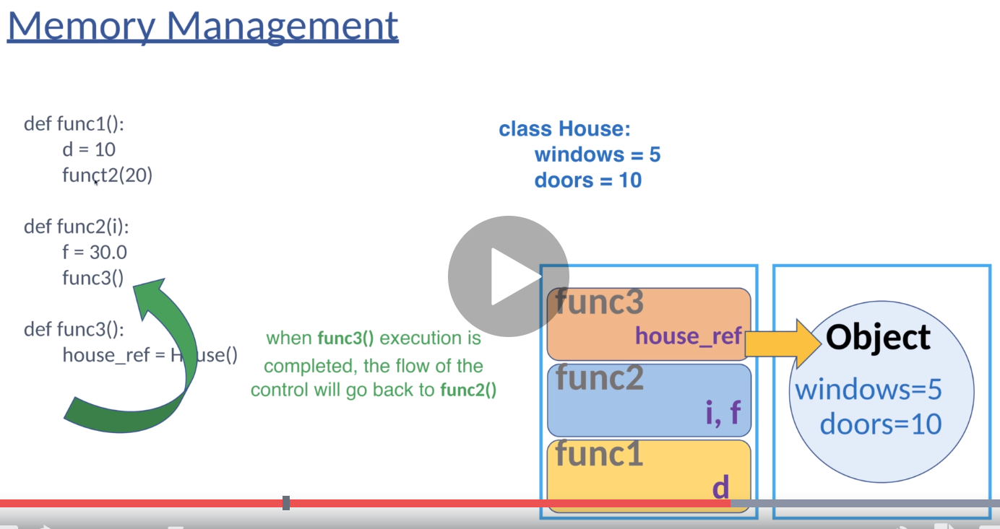 Memory Management
def func1():
d = 10
funct2(20)
def func2(i):
f = 30.0
func3()
def func3():
house_ref = House()
class House:
windows = 5
doors = 10
when func3() execution is
completed, the flow of the
control will go back to func2()
func3
house_ref
func2
i, f
func1
d
Object
windows=5
doors=10